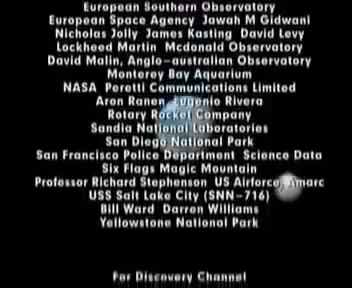 European Southern Observatory
European Space Agency Jawah M Gidwani
Nicholas Jolly James Kasting David Levy
Lockheed Martin Mcdonald Observatory
David Malin, Anglo-australian Observatory
Monterey Bay Aquarium
NASA Peretti Communications Limited
Aron Ranen Eugenio Rivera
Rotary Rocket Company
Sandia National Laboratories
San Diego National Park
San Francisco Police Department Science Data
Six Flags Magic Mountain
Professor Richard Stephenson US Airforce, Amarc
USS Salt Lake City (SNN-716)
Bill Ward Darren Williams
Yellowstone National Park
For Discovery Channel